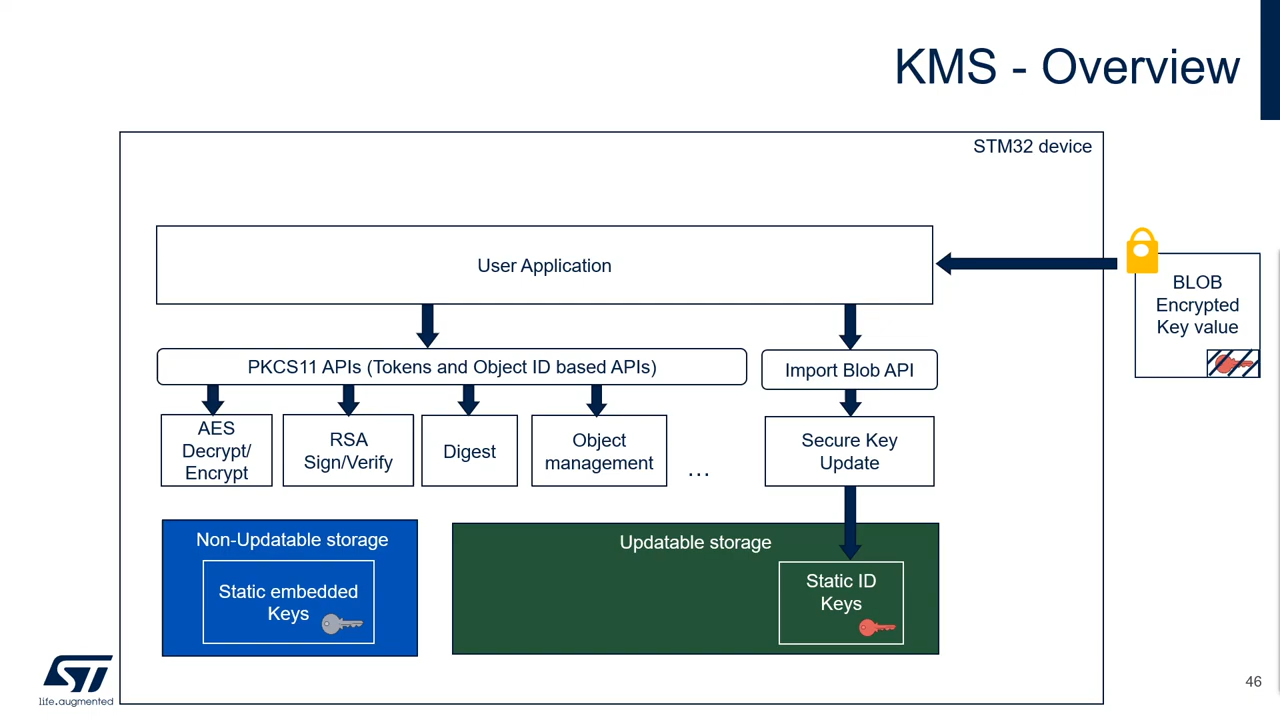 KMS - Overview
STM32 device
User Application
BLOB
Encrypted
Key value
PKCS11 APIs (Tokens and Object ID based APIs)
Import Blob API
AES
Decrypt/
Encrypt
RSA
Sign/Verify
Digest
Object
management
...
Secure Key
Update
Non-Updatable storage
Static embedded
Keys
Updatable storage
Static ID
Keys
ST
life.augmented
46